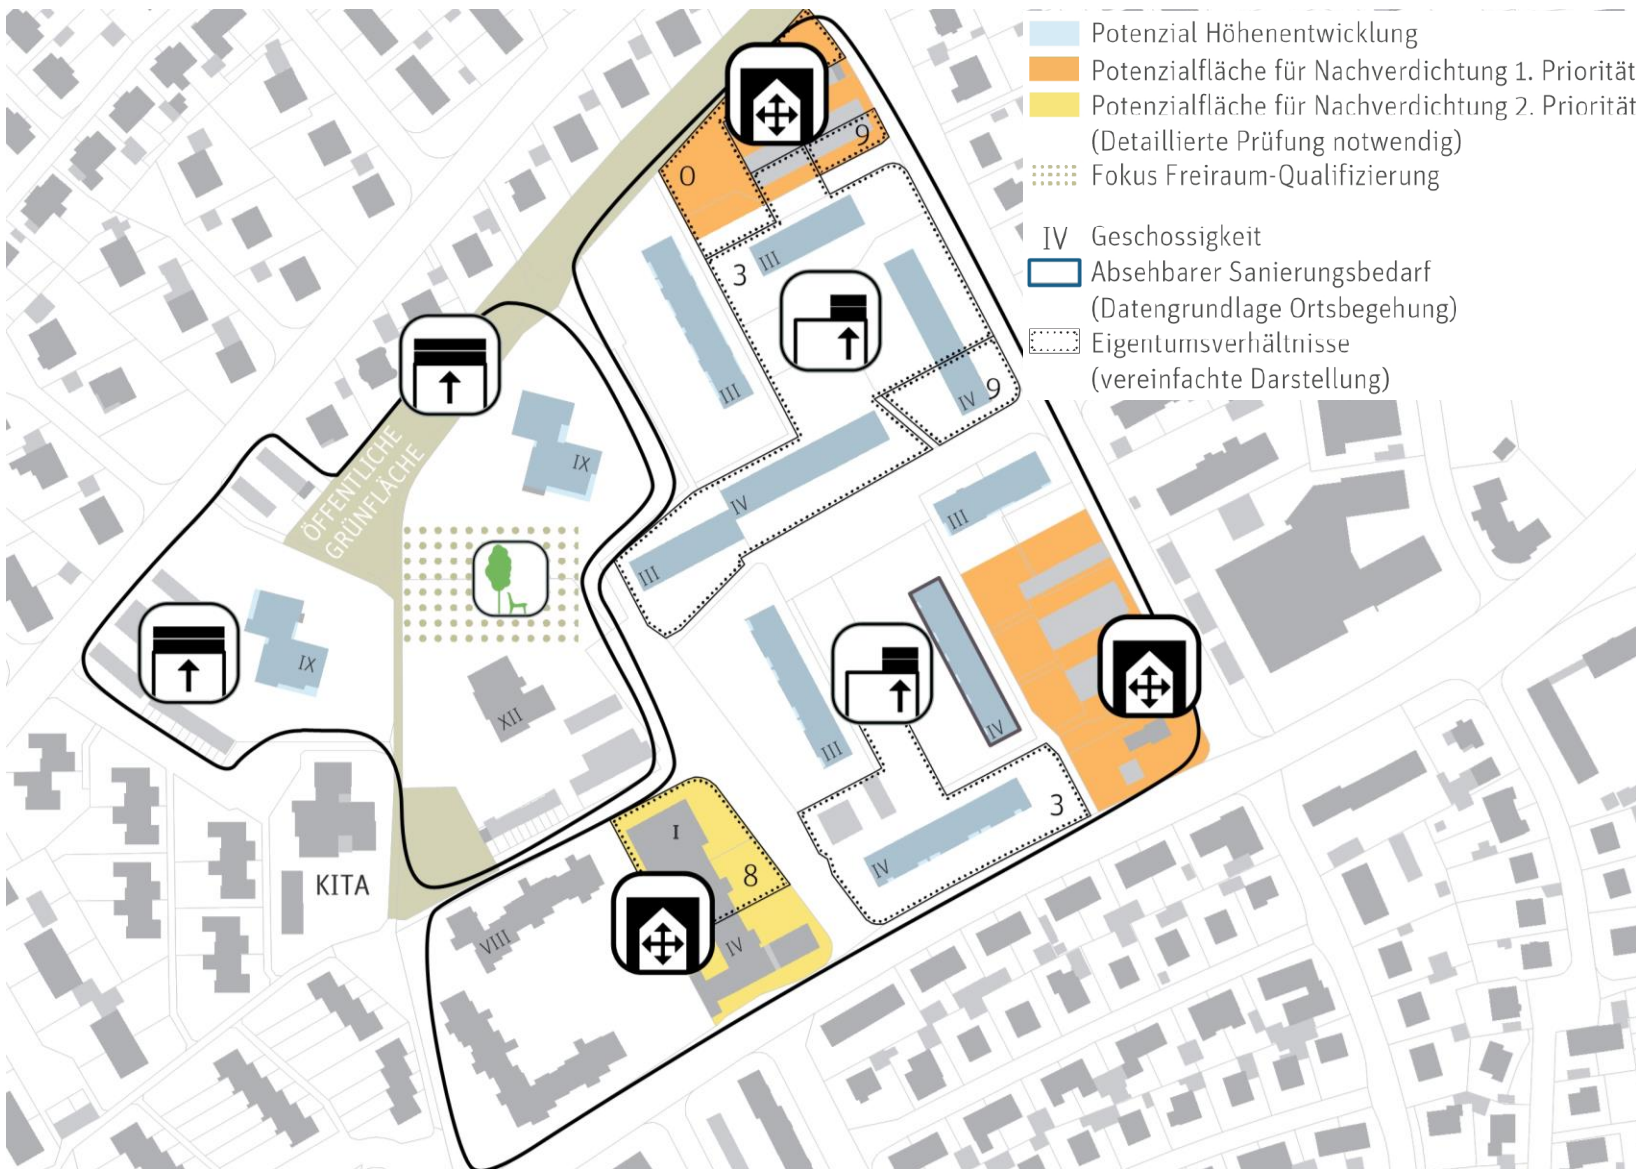 Potenzial Höhenentwicklung
Potenzialfläche für Nachverdichtung 1. Priorität
Potenzialfläche für Nachverdichtung 2. Priorität
(Detaillierte Prüfung notwendig)
Fokus Freiraum-Qualifizierung
IV Geschossigkeit
Absehbarer Sanierungsbedarf
(Datengrundlage Ortsbegehung)
Eigentumsverhältnisse
(vereinfachte Darstellung)
9
0
III
3
III
IV
9
ÖFFENTLICHE
GRÜNFLÄCHE
IX
IV
III
III
IX
XII
III
IV
3
I
IV
8
KITA
VIII
IV